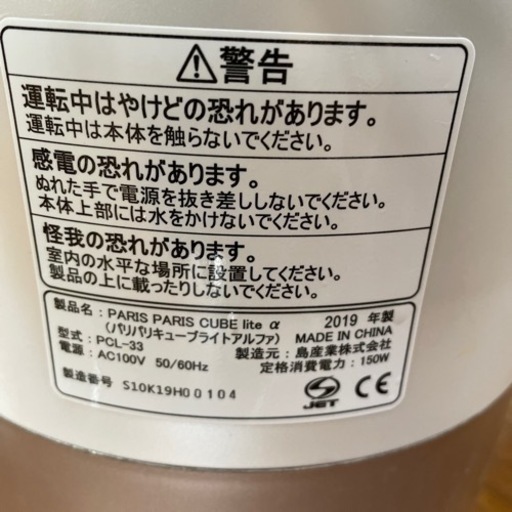 ⚠警告
運転中はやけどの恐れがあります。
運転中は本体を触らないでください。
感電の恐れがあります。
ぬれた手で電源を抜き差ししないでください。
本体上部には水をかけないでください。
怪我の恐れがあります。
室内の水平な場所に設置してください。
製品の上に載ったりしないでください。
製品名：PARIS PARIS CUBE lite α 2019 年製
（パリパリキューブライトアルファ） MADE IN CHINA
型式：PCL-33 製造元：島産業株式会社
電源：AC100V 50/60Hz 定格消費電力：150W
製造番号 S10K19H00104 JET CE